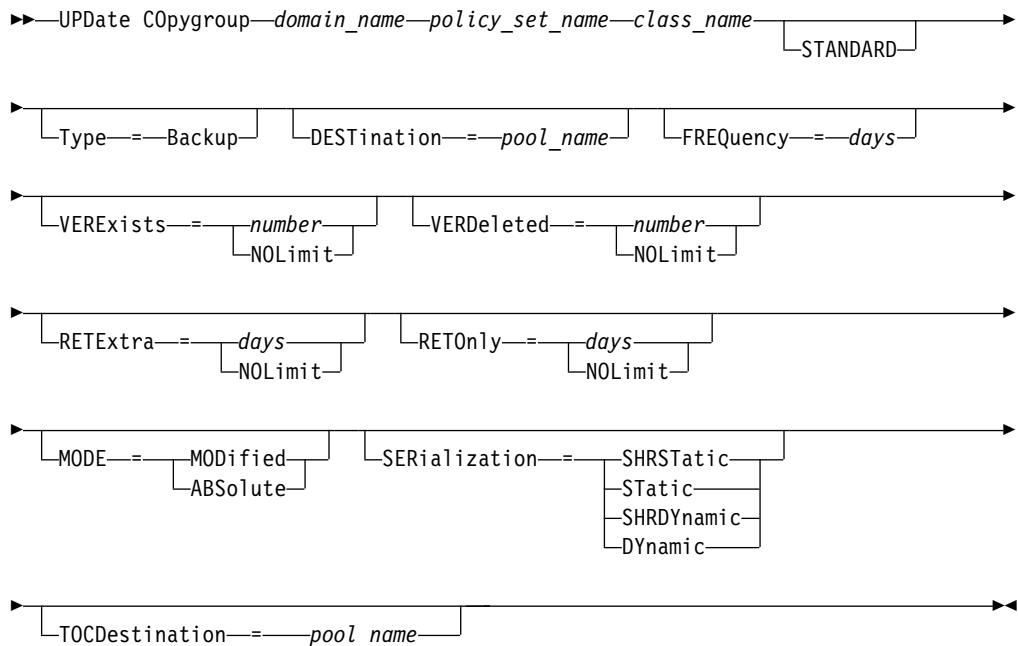 UPDate COpygroup domain_name policy_set_name class_name
STANDARD
Type = Backup DESTination = pool_name FREQuency = days
VERExists = number VERDeleted = number
NOLimit NOLimit
RETExtra = days RETOnly = days
NOLimit NOLimit
MODE = MODified SERialization = SHRSTatic
ABSolute STatic
SHRDYnamic
DYnamic
TOCDestination = pool name